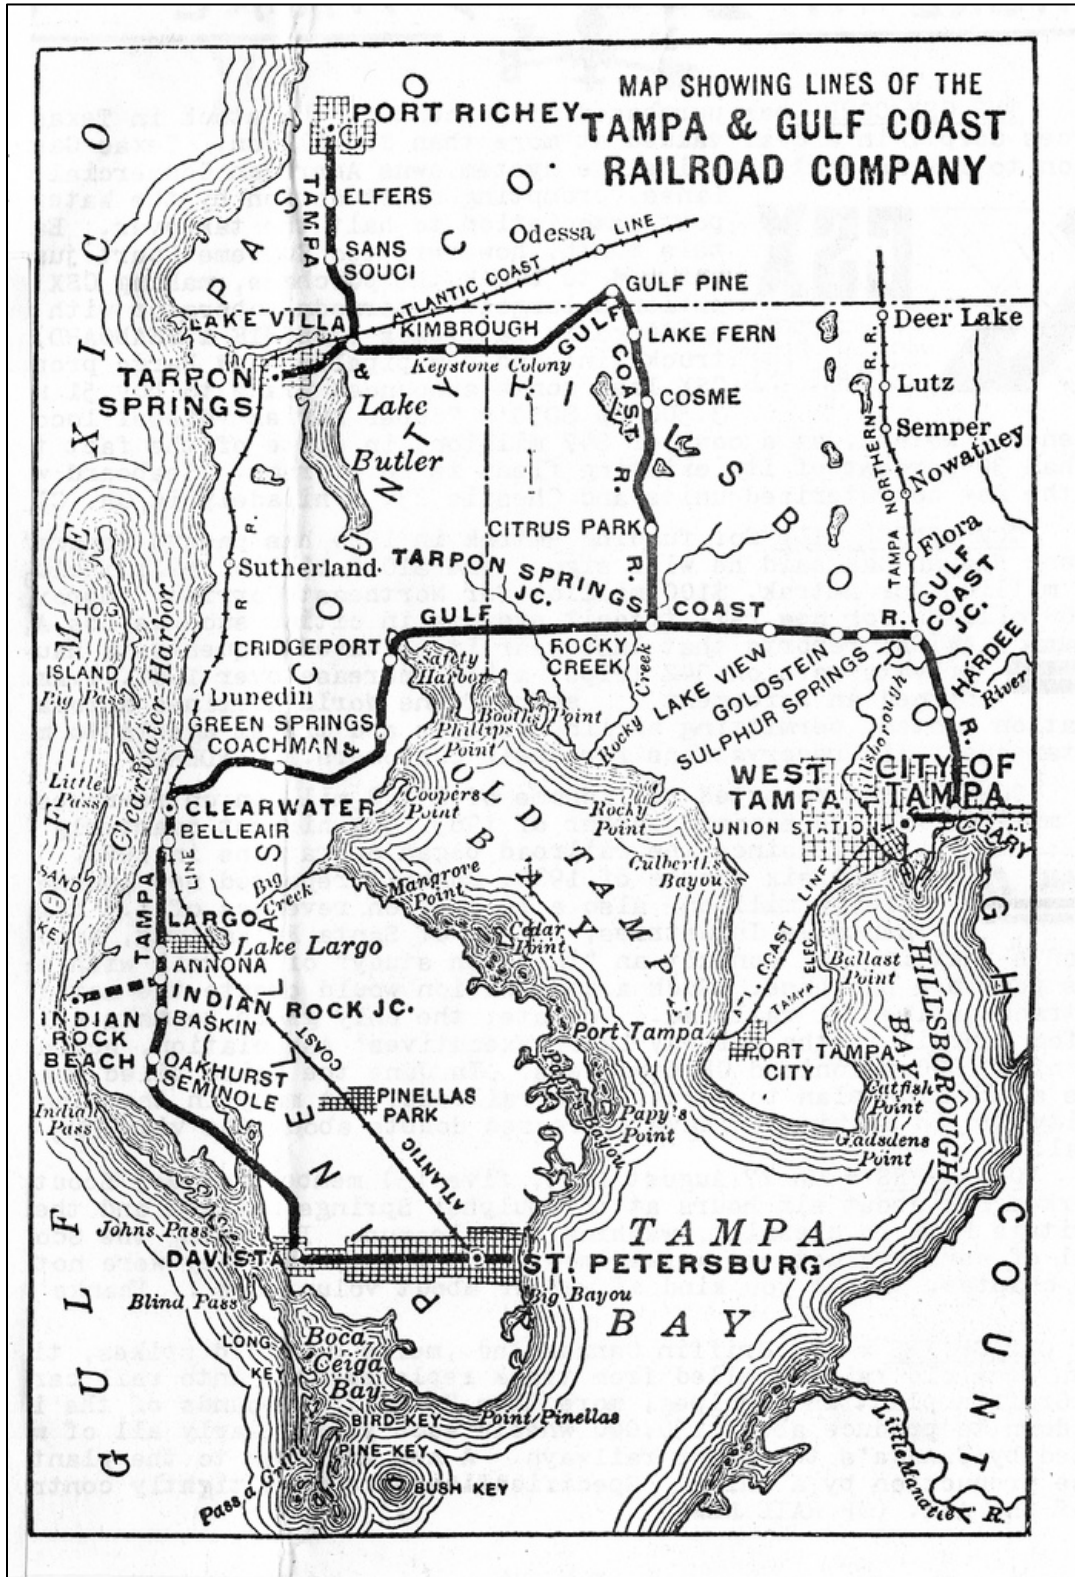 MAP SHOWING LINES OF THE
TAMPA & GULF COAST
RAILROAD COMPANY
PORT RICHEY
PASCO CO.
TAMPA
ELFERS
SANS
SOUCI
Odessa
LINE
ATLANTIC COAST
GULF PINE
LAKE VILLA
KIMBROUGH
Keystone Colony
&
GULF
COAST
R. R.
LAKE FERN
COSME
Deer Lake
Lutz
Semper
Nowatney
Flora
TAMPA NORTHERN R. R.
TARPON
SPRINGS
Lake
Butler
CITRUS PARK
TARPON SPRINGS
JC.
GULF
COAST
R.
R.
GULF
COAST
JC.
HARDEE
River
Hillsborough
Sutherland
R. R.
BRIDGEPORT
Safety
Harbor
ROCKY
CREEK
Rocky Creek
LAKE VIEW
GOLDSTEIN
SULPHUR SPRINGS
HOG
ISLAND
Big Pass
Clearwater Harbor
Dunedin
GREEN SPRINGS
COACHMAN
&
Booths Point
Phillips
Point
Little
Pass
CLEARWATER
BELLEAIR
Coopers
Point
OLD TAMPA BAY
Rocky
Point
WEST
TAMPA
CITY OF
TAMPA
UNION STATION
GARY
SAND
KEY
TAMPA
LINE
Big
Creek
Mangrove
Point
Culberths
Bayou
LARGO
Lake Largo
Cedar
Point
ANNONA
INDIAN ROCK JC.
BASKIN
INDIAN
ROCK
BEACH
A-I COAST LINE
TAMPA ELEC.
Ballast
Point
HILLSBOROUGH
BAY
Port Tampa
PORT TAMPA
CITY
OAKHURST
SEMINOLE
COAST
ATLANTIC
PINELLAS
PARK
Indian
Pass
Papy's
Point
Bayou
Catfish
Point
Gadsdens
Point
Johns Pass
DAVISTA
ST. PETERSBURG
TAMPA
BAY
Big Bayou
Blind Pass
LONG
KEY
Boca
Ceiga
Bay
BIRD KEY
Point Pinellas
PINE KEY
BUSH KEY
Pass a Grille
Little Manatee R.
GULF OF MEXICO
PINELLAS COUNTY
HILLSBOROUGH COUNTY